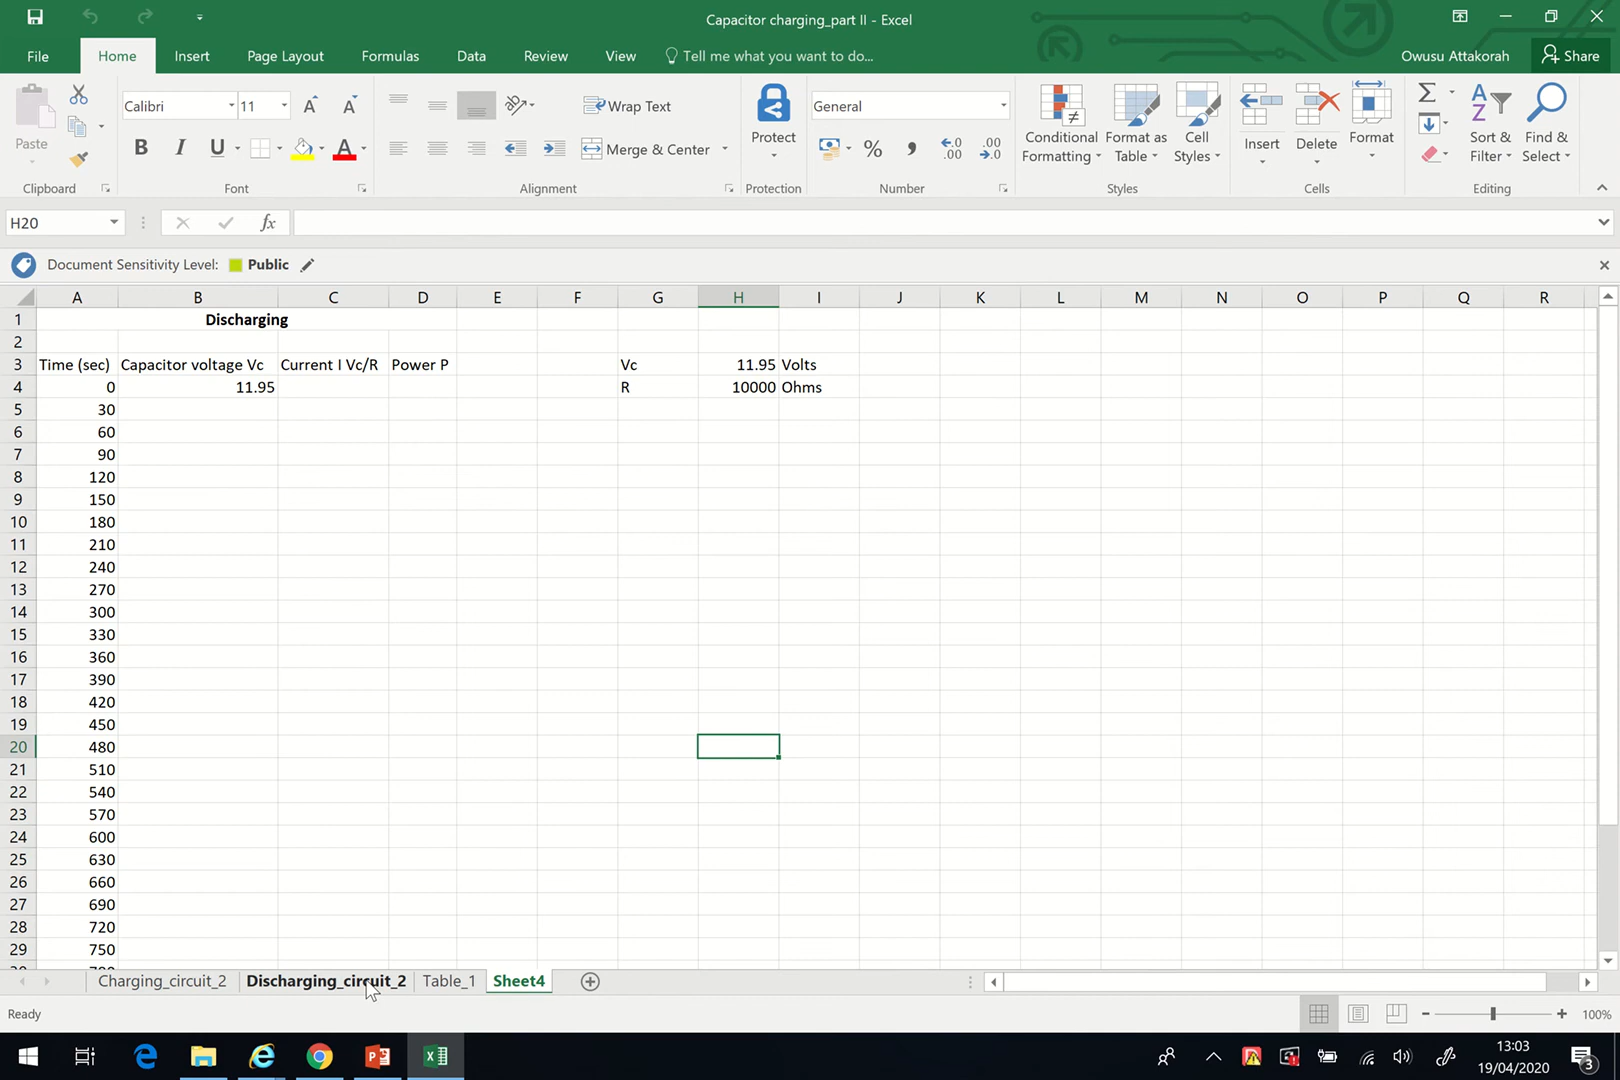 Capacitor charging_part II - Excel
File Home Insert Page Layout Formulas Data Review View Tell me what you want to do... Owusu Attakorah Share
Paste Calibri 11 Wrap Text General
B I U A Merge & Center % , Protect Conditional Formatting Format as Table Cell Styles Insert Delete Format Sort & Filter Find & Select
Clipboard Font Alignment Protection Number Styles Cells Editing
H20 fx
Document Sensitivity Level: Public
A B C D E F G H I J K L M N O P Q R
1 Discharging
2
3 Time (sec) Capacitor voltage Vc Current I Vc/R Power P Vc 11.95 Volts
4 0 11.95 R 10000 Ohms
5 30
6 60
7 90
8 120
9 150
10 180
11 210
12 240
13 270
14 300
15 330
16 360
17 390
18 420
19 450
20 480
21 510
22 540
23 570
24 600
25 630
26 660
27 690
28 720
29 750
Charging_circuit_2 Discharging_circuit_2 Table_1 Sheet4
Ready 100%
13:03
19/04/2020 3